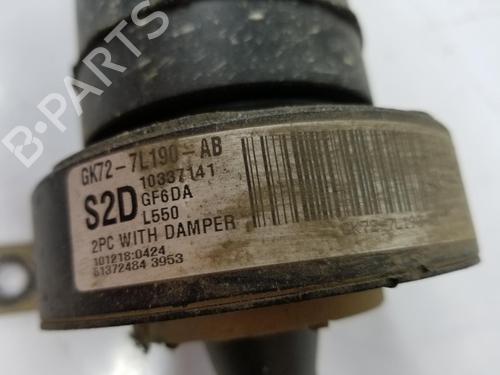 B-PARTS
GK72-7L190-AB
S2D
10337141
GF6DA
L550
2PC WITH DAMPER
101218:0424
61372484 3953